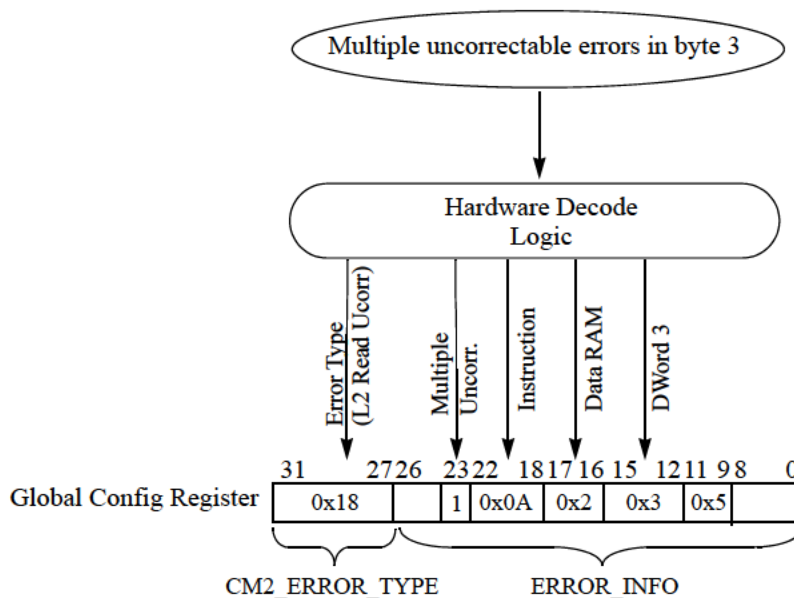 Multiple uncorrectable errors in byte 3
Hardware Decode
Logic
Error Type
(L2 Read Ucorr)
Multiple
Uncorr.
Instruction
Data RAM
DWord 3
31 27 26 23 22 18 17 16 15 12 11 9 8 0
Global Config Register 0x18 1 0x0A 0x2 0x3 0x5
CM2_ERROR_TYPE ERROR_INFO